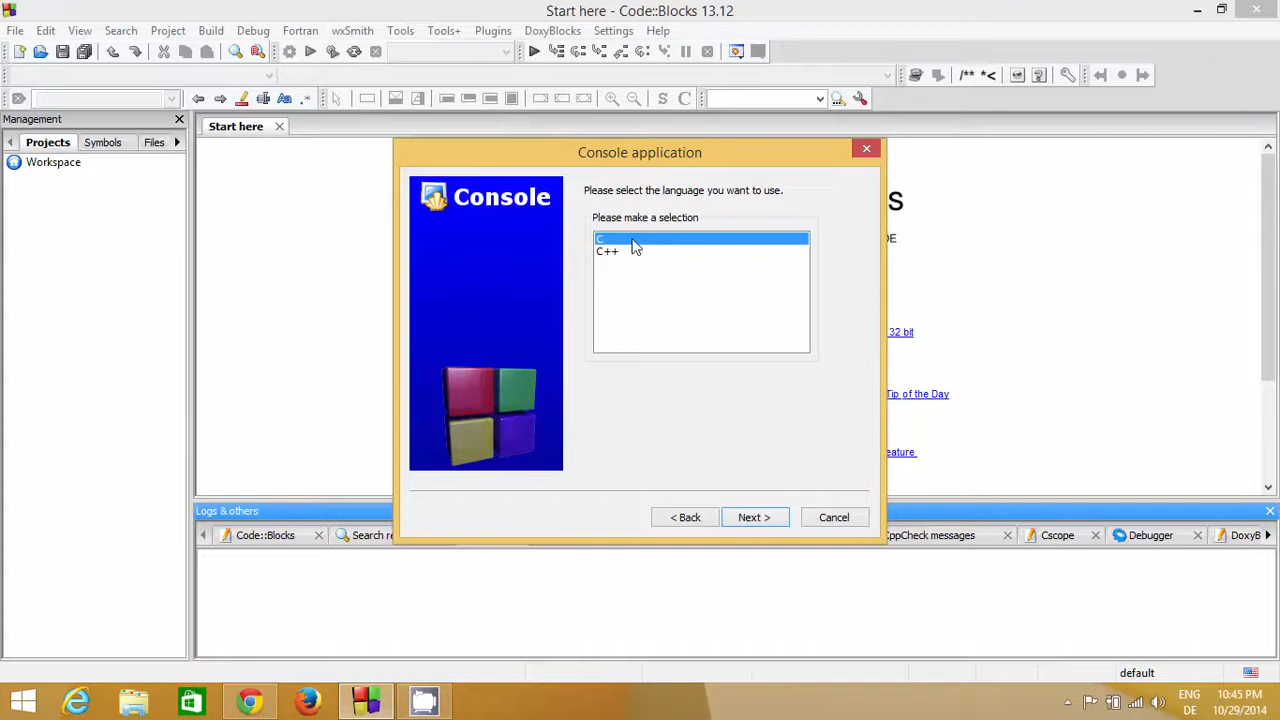 Start here - Code::Blocks 13.12
File Edit View Search Project Build Debug Fortran wxSmith Tools Tools+ Plugins DoxyBlocks Settings Help
/** *<
S C
Management
Projects Symbols Files
Workspace
Start here
Console application
Console
Please select the language you want to use.
Please make a selection
C
C++
S
DE
32 bit
Tip of the Day
eature
< Back Next > Cancel
Logs & others
Code::Blocks Search re CppCheck messages Cscope Debugger DoxyB
default
ENG 10:45 PM
DE 10/29/2014